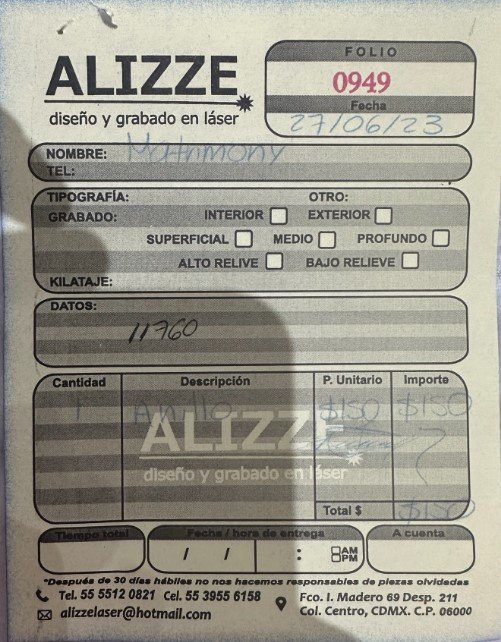 ALIZZE
diseño y grabado en láser
FOLIO
0949
Fecha
27/06/23
NOMBRE: Matrimony
TEL:
TIPOGRAFÍA: OTRO:
GRABADO: INTERIOR EXTERIOR
SUPERFICIAL MEDIO PROFUNDO
ALTO RELIVE BAJO RELIEVE
KILATAJE:
DATOS:
11760
Cantidad Descripción P. Unitario Importe
1 Anillo $150 $150
ALIZZE
diseño y grabado en láser
Total $ $150
Tiempo total Fecha / hora de entrega A cuenta
/ / : AM
PM
*Después de 30 días hábiles no nos hacemos responsables de piezas olvidadas
Tel. 55 5512 0821 Cel. 55 3955 6158
alizzelaser@hotmail.com
Fco. I. Madero 69 Desp. 211
Col. Centro, CDMX. C.P. 06000